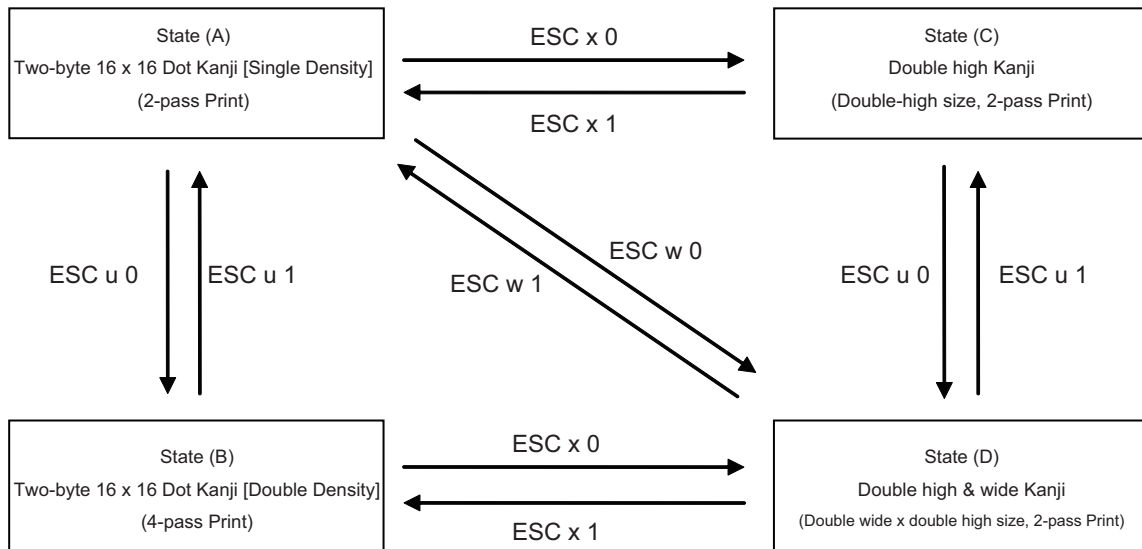 State (A)
Two-byte 16 x 16 Dot Kanji [Single Density]
(2-pass Print)
ESC x 0
ESC x 1
State (C)
Double high Kanji
(Double-high size, 2-pass Print)
ESC u 0
ESC u 1
ESC w 0
ESC w 1
ESC u 0
ESC u 1
State (B)
Two-byte 16 x 16 Dot Kanji [Double Density]
(4-pass Print)
ESC x 0
ESC x 1
State (D)
Double high & wide Kanji
(Double wide x double high size, 2-pass Print)